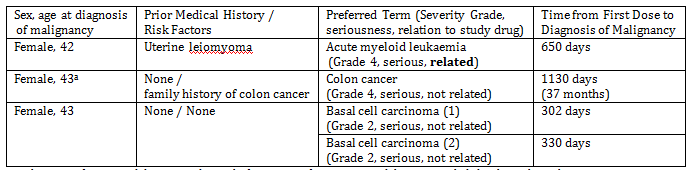 Sex, age at diagnosis of malignancy
Prior Medical History / Risk Factors
Preferred Term (Severity Grade, seriousness, relation to study drug)
Time from First Dose to Diagnosis of Malignancy
Female, 42
Uterine leiomyoma
Acute myeloid leukaemia
(Grade 4, serious, related)
650 days
Female, 43ª
None /
family history of colon cancer
Colon cancer
(Grade 4, serious, not related)
1130 days
(37 months)
Female, 43
None / None
Basal cell carcinoma (1)
(Grade 2, serious, not related)
302 days
Basal cell carcinoma (2)
(Grade 2, serious, not related)
330 days